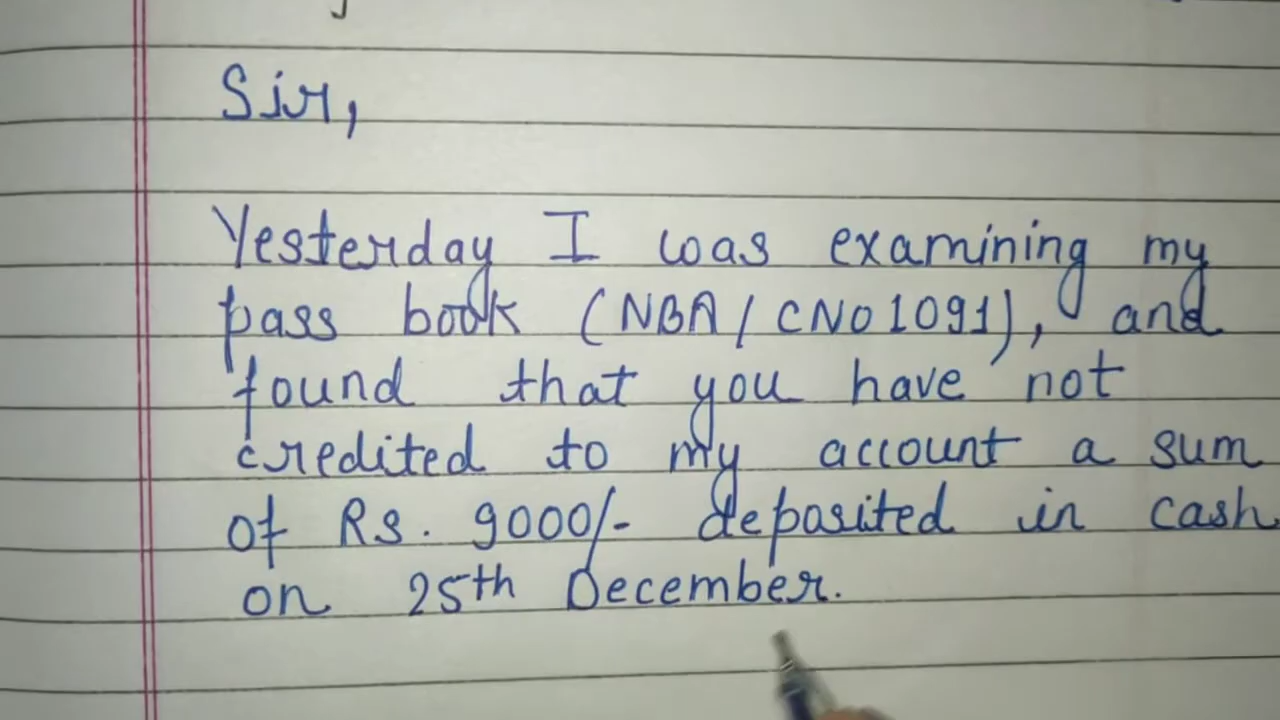 Sir,
Yesterday I was examining my
pass book (NBA/CNO1091), and
found that you have not
credited to my account a sum
of Rs. 9000/- deposited in cash
on 25th December.